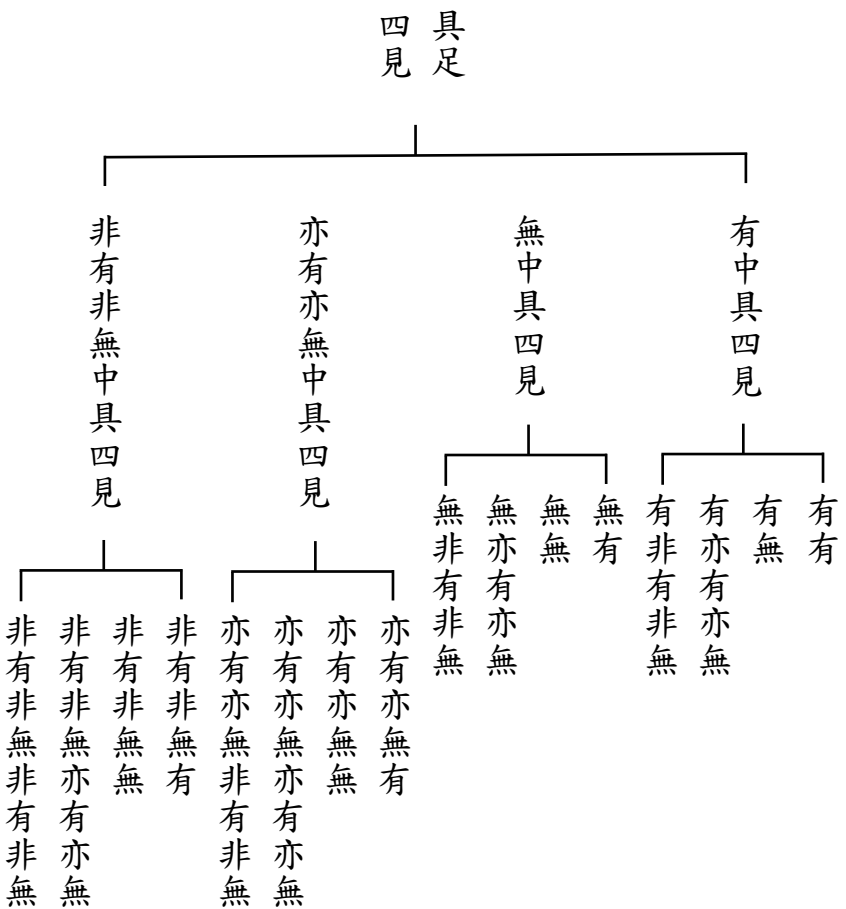 具足
四見
有中具四見
無中具四見
亦有亦無中具四見
非有非無中具四見
有有
有無
有亦有亦無
有非有非無
無有
無無
無亦有亦無
無非有非無
亦有亦無有
亦有亦無無
亦有亦無亦有亦無
亦有亦無非有非無
非有非無有
非有非無無
非有非無亦有亦無
非有非無非有非無